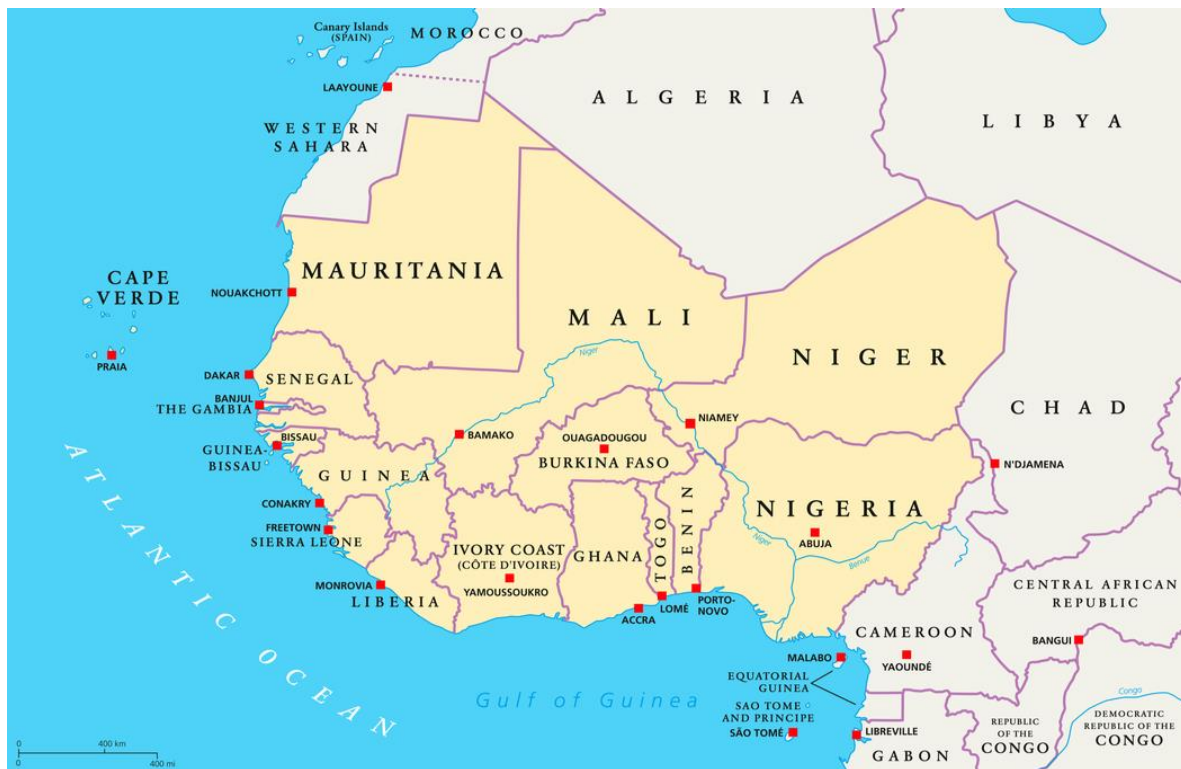 Canary Islands
(SPAIN)
MOROCCO
LAAYOUNE
ALGERIA
LIBYA
WESTERN
SAHARA
MAURITANIA
CAPE
VERDE
NOUAKCHOTT
MALI
NIGER
Niger
PRAIA
DAKAR
SENEGAL
BANJUL
THE GAMBIA
CHAD
NIAMEY
BAMAKO
OUAGADOUGOU
BURKINA FASO
BISSAU
GUINEA-
BISSAU
N'DJAMENA
GUINEA
CONAKRY
NIGERIA
FREETOWN
SIERRA LEONE
ABUJA
Niger
Benue
IVORY COAST
(CÔTE D'IVOIRE)
YAMOUSSOUKRO
GHANA
TOGO
BENIN
MONROVIA
LIBERIA
ACCRA
LOMÉ
PORTO-
NOVO
CENTRAL AFRICAN
REPUBLIC
CAMEROON
BANGUI
MALABO
YAOUNDÉ
EQUATORIAL
GUINEA
Gulf of Guinea
SAO TOME
AND PRINCIPE
SÃO TOMÉ
LIBREVILLE
GABON
REPUBLIC
OF THE
CONGO
Congo
DEMOCRATIC
REPUBLIC OF THE
CONGO
ATLANTIC OCEAN
0 400 km
0 400 mi